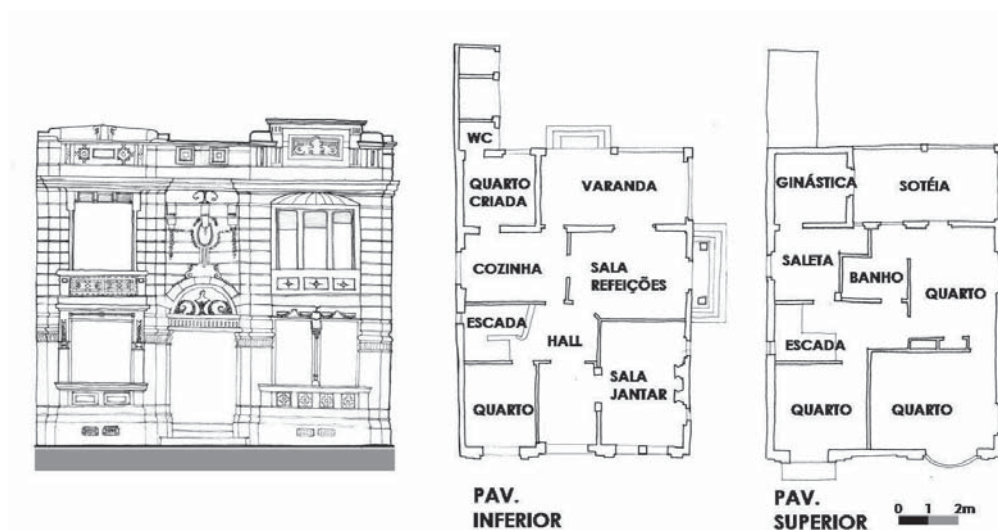 WC
QUARTO
CRIADA
VARANDA
COZINHA
SALA
REFEIÇÕES
ESCADA
HALL
SALA
JANTAR
QUARTO
PAV.
INFERIOR
GINÁSTICA
SOTÉIA
SALETA
BANHO
QUARTO
ESCADA
QUARTO
QUARTO
PAV.
SUPERIOR
0 1 2m